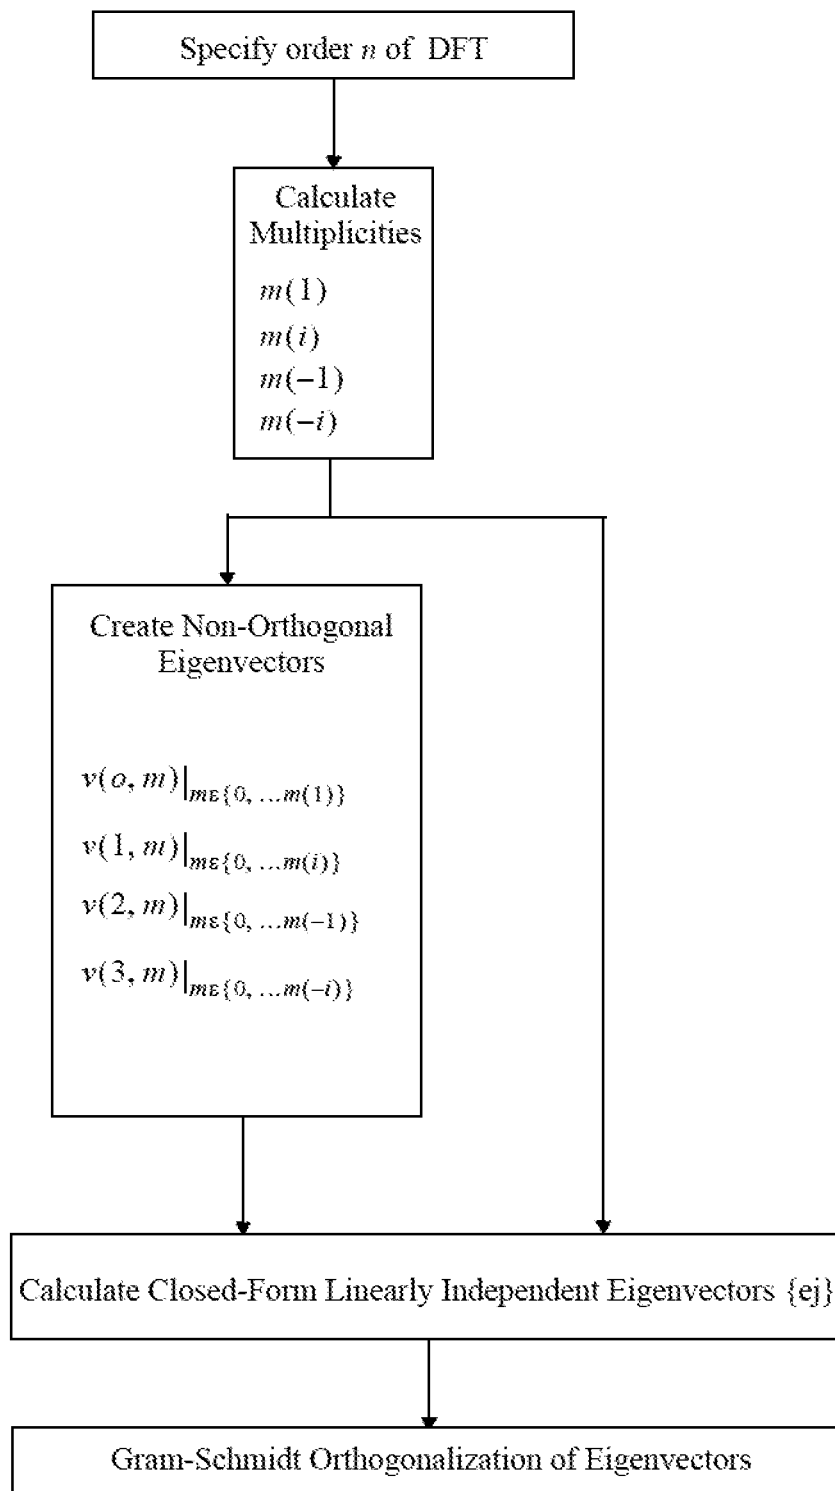 Specify order n of DFT
Calculate
Multiplicities
m(1)
m(i)
m(−1)
m(−i)
Create Non-Orthogonal
Eigenvectors
v(o, m)|mε{0, ...m(1)}
v(1, m)|mε{0, ...m(i)}
v(2, m)|mε{0, ...m(−1)}
v(3, m)|mε{0, ...m(−i)}
Calculate Closed-Form Linearly Independent Eigenvectors {ej}
Gram-Schmidt Orthogonalization of Eigenvectors